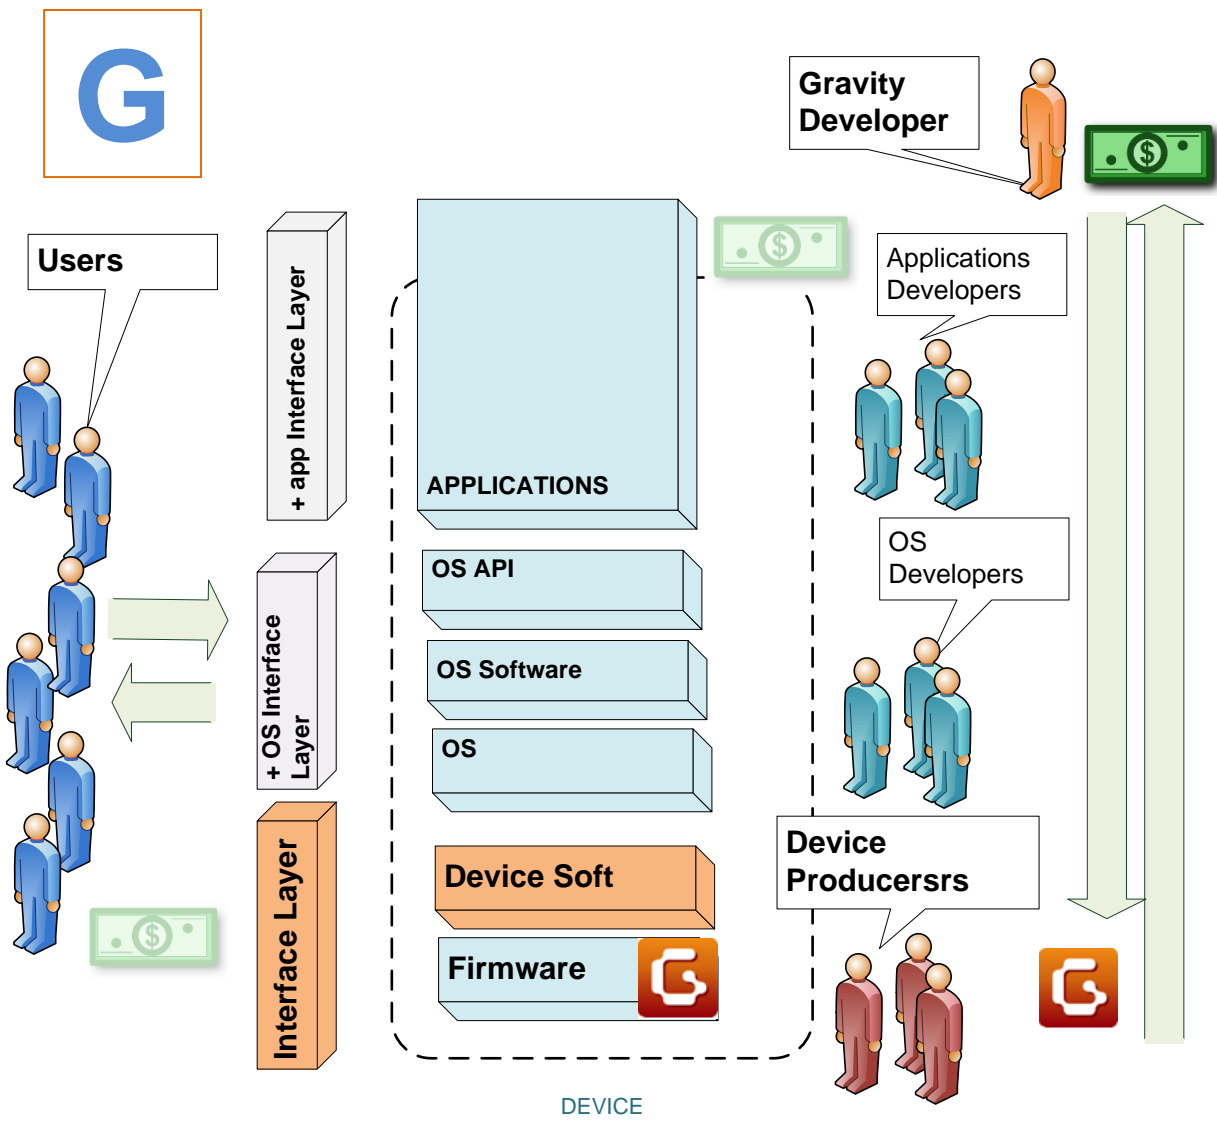 G
Gravity
Developer
Users
Applications
Developers
+ app Interface Layer
APPLICATIONS
OS
Developers
OS API
OS Software
+ OS Interface
Layer
OS
Device
Producersrs
Device Soft
Interface Layer
Firmware
G
G
$
$
$
DEVICE